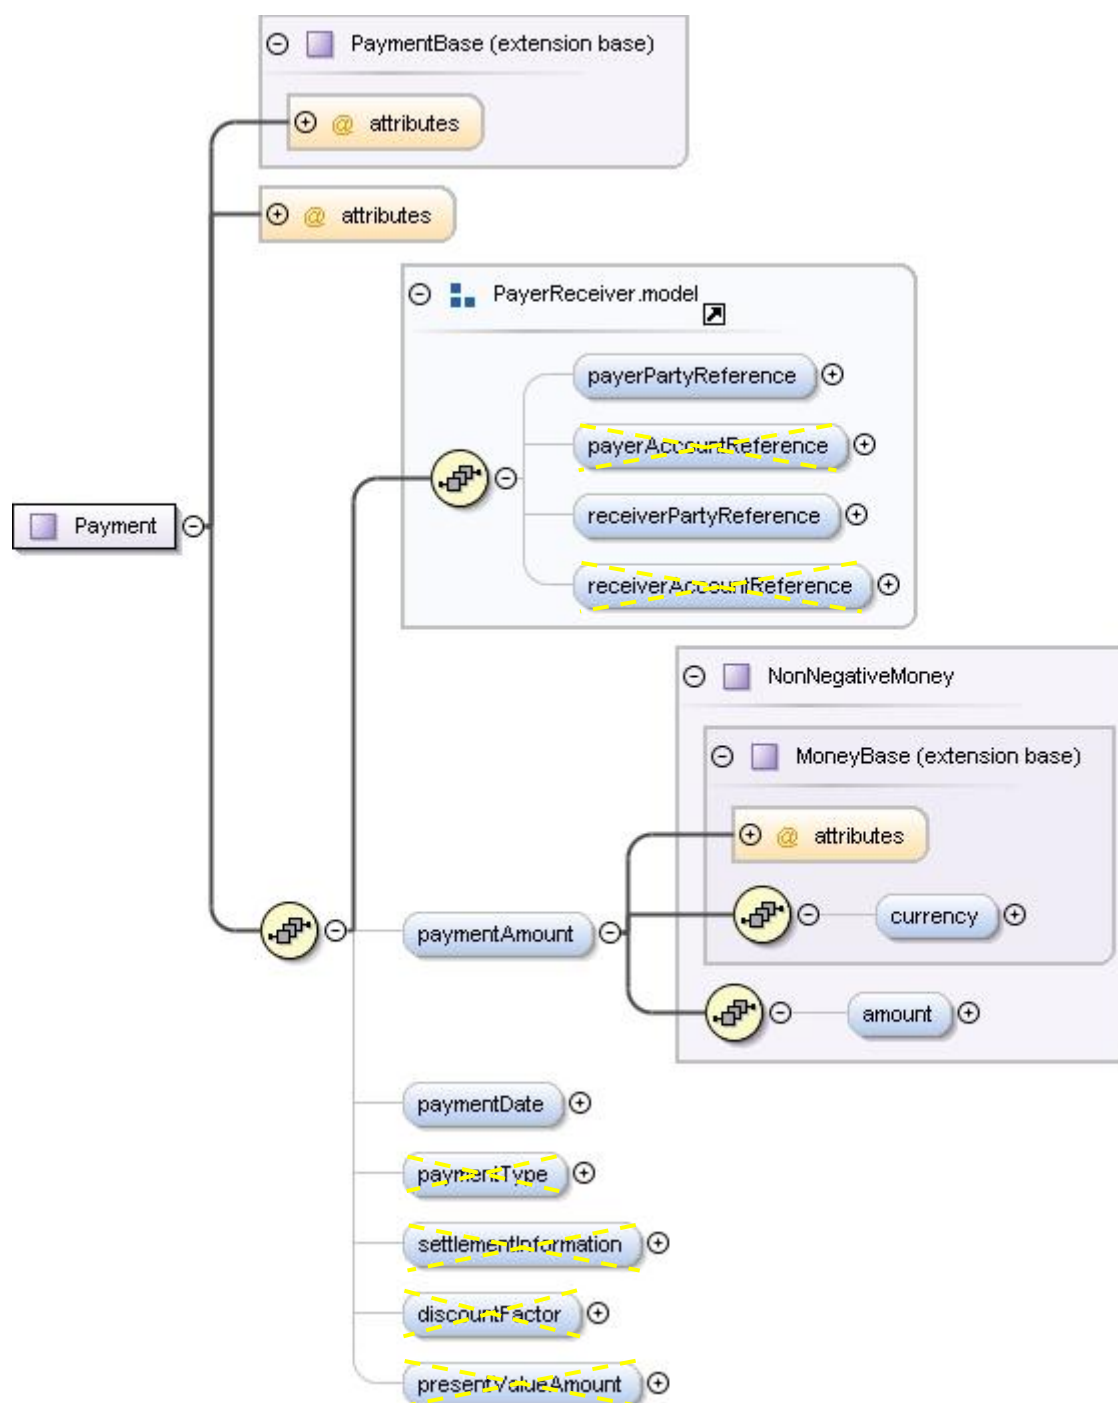 PaymentBase (extension base)
@ attributes
@ attributes
PayerReceiver.model
payerPartyReference
payerAccountReference
Payment
receiverPartyReference
receiverAccountReference
NonNegativeMoney
MoneyBase (extension base)
@ attributes
currency
paymentAmount
amount
paymentDate
paymentType
settlementInformation
discountFactor
presentValueAmount